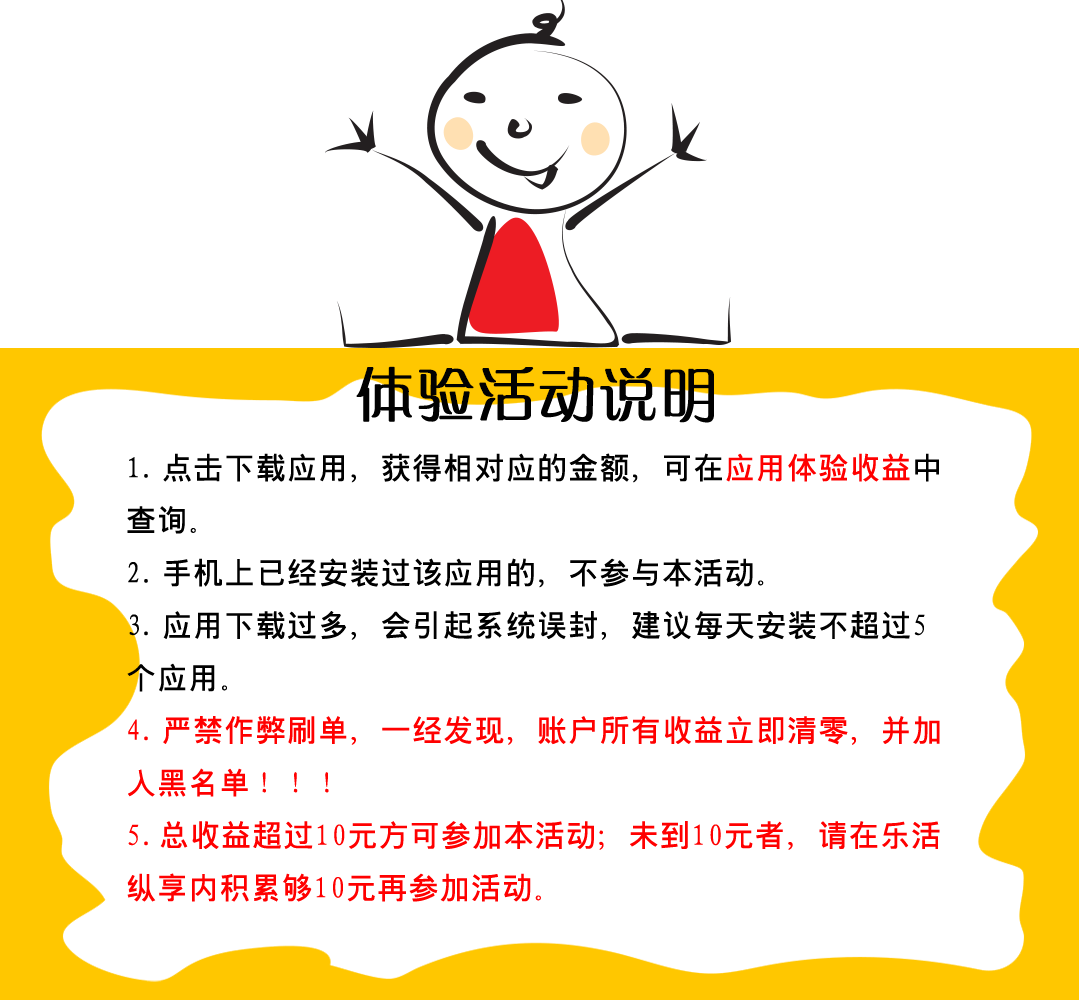 体验活动说明
1. 点击下载应用，获得相对应的金额，可在应用体验收益中
查询。
2. 手机上已经安装过该应用的，不参与本活动。
3. 应用下载过多，会引起系统误封，建议每天安装不超过5
个应用。
4. 严禁作弊刷单，一经发现，账户所有收益立即清零，并加
入黑名单！！！
5. 总收益超过10元方可参加本活动；未到10元者，请在乐活
纵享内积累够10元再参加活动。